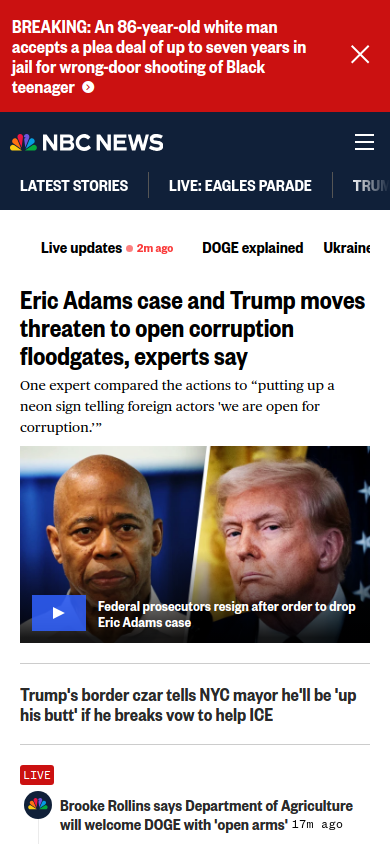 BREAKING: An 86-year-old white man
accepts a plea deal of up to seven years in
jail for wrong-door shooting of Black
teenager
NBC NEWS
LATEST STORIES
LIVE: EAGLES PARADE
TRUM
Live updates 2m ago
DOGE explained
Ukraine
Eric Adams case and Trump moves
threaten to open corruption
floodgates, experts say
One expert compared the actions to “putting up a
neon sign telling foreign actors 'we are open for
corruption.’”
Federal prosecutors resign after order to drop
Eric Adams case
Trump's border czar tells NYC mayor he'll be 'up
his butt' if he breaks vow to help ICE
LIVE
Brooke Rollins says Department of Agriculture
will welcome DOGE with 'open arms' 17m ago